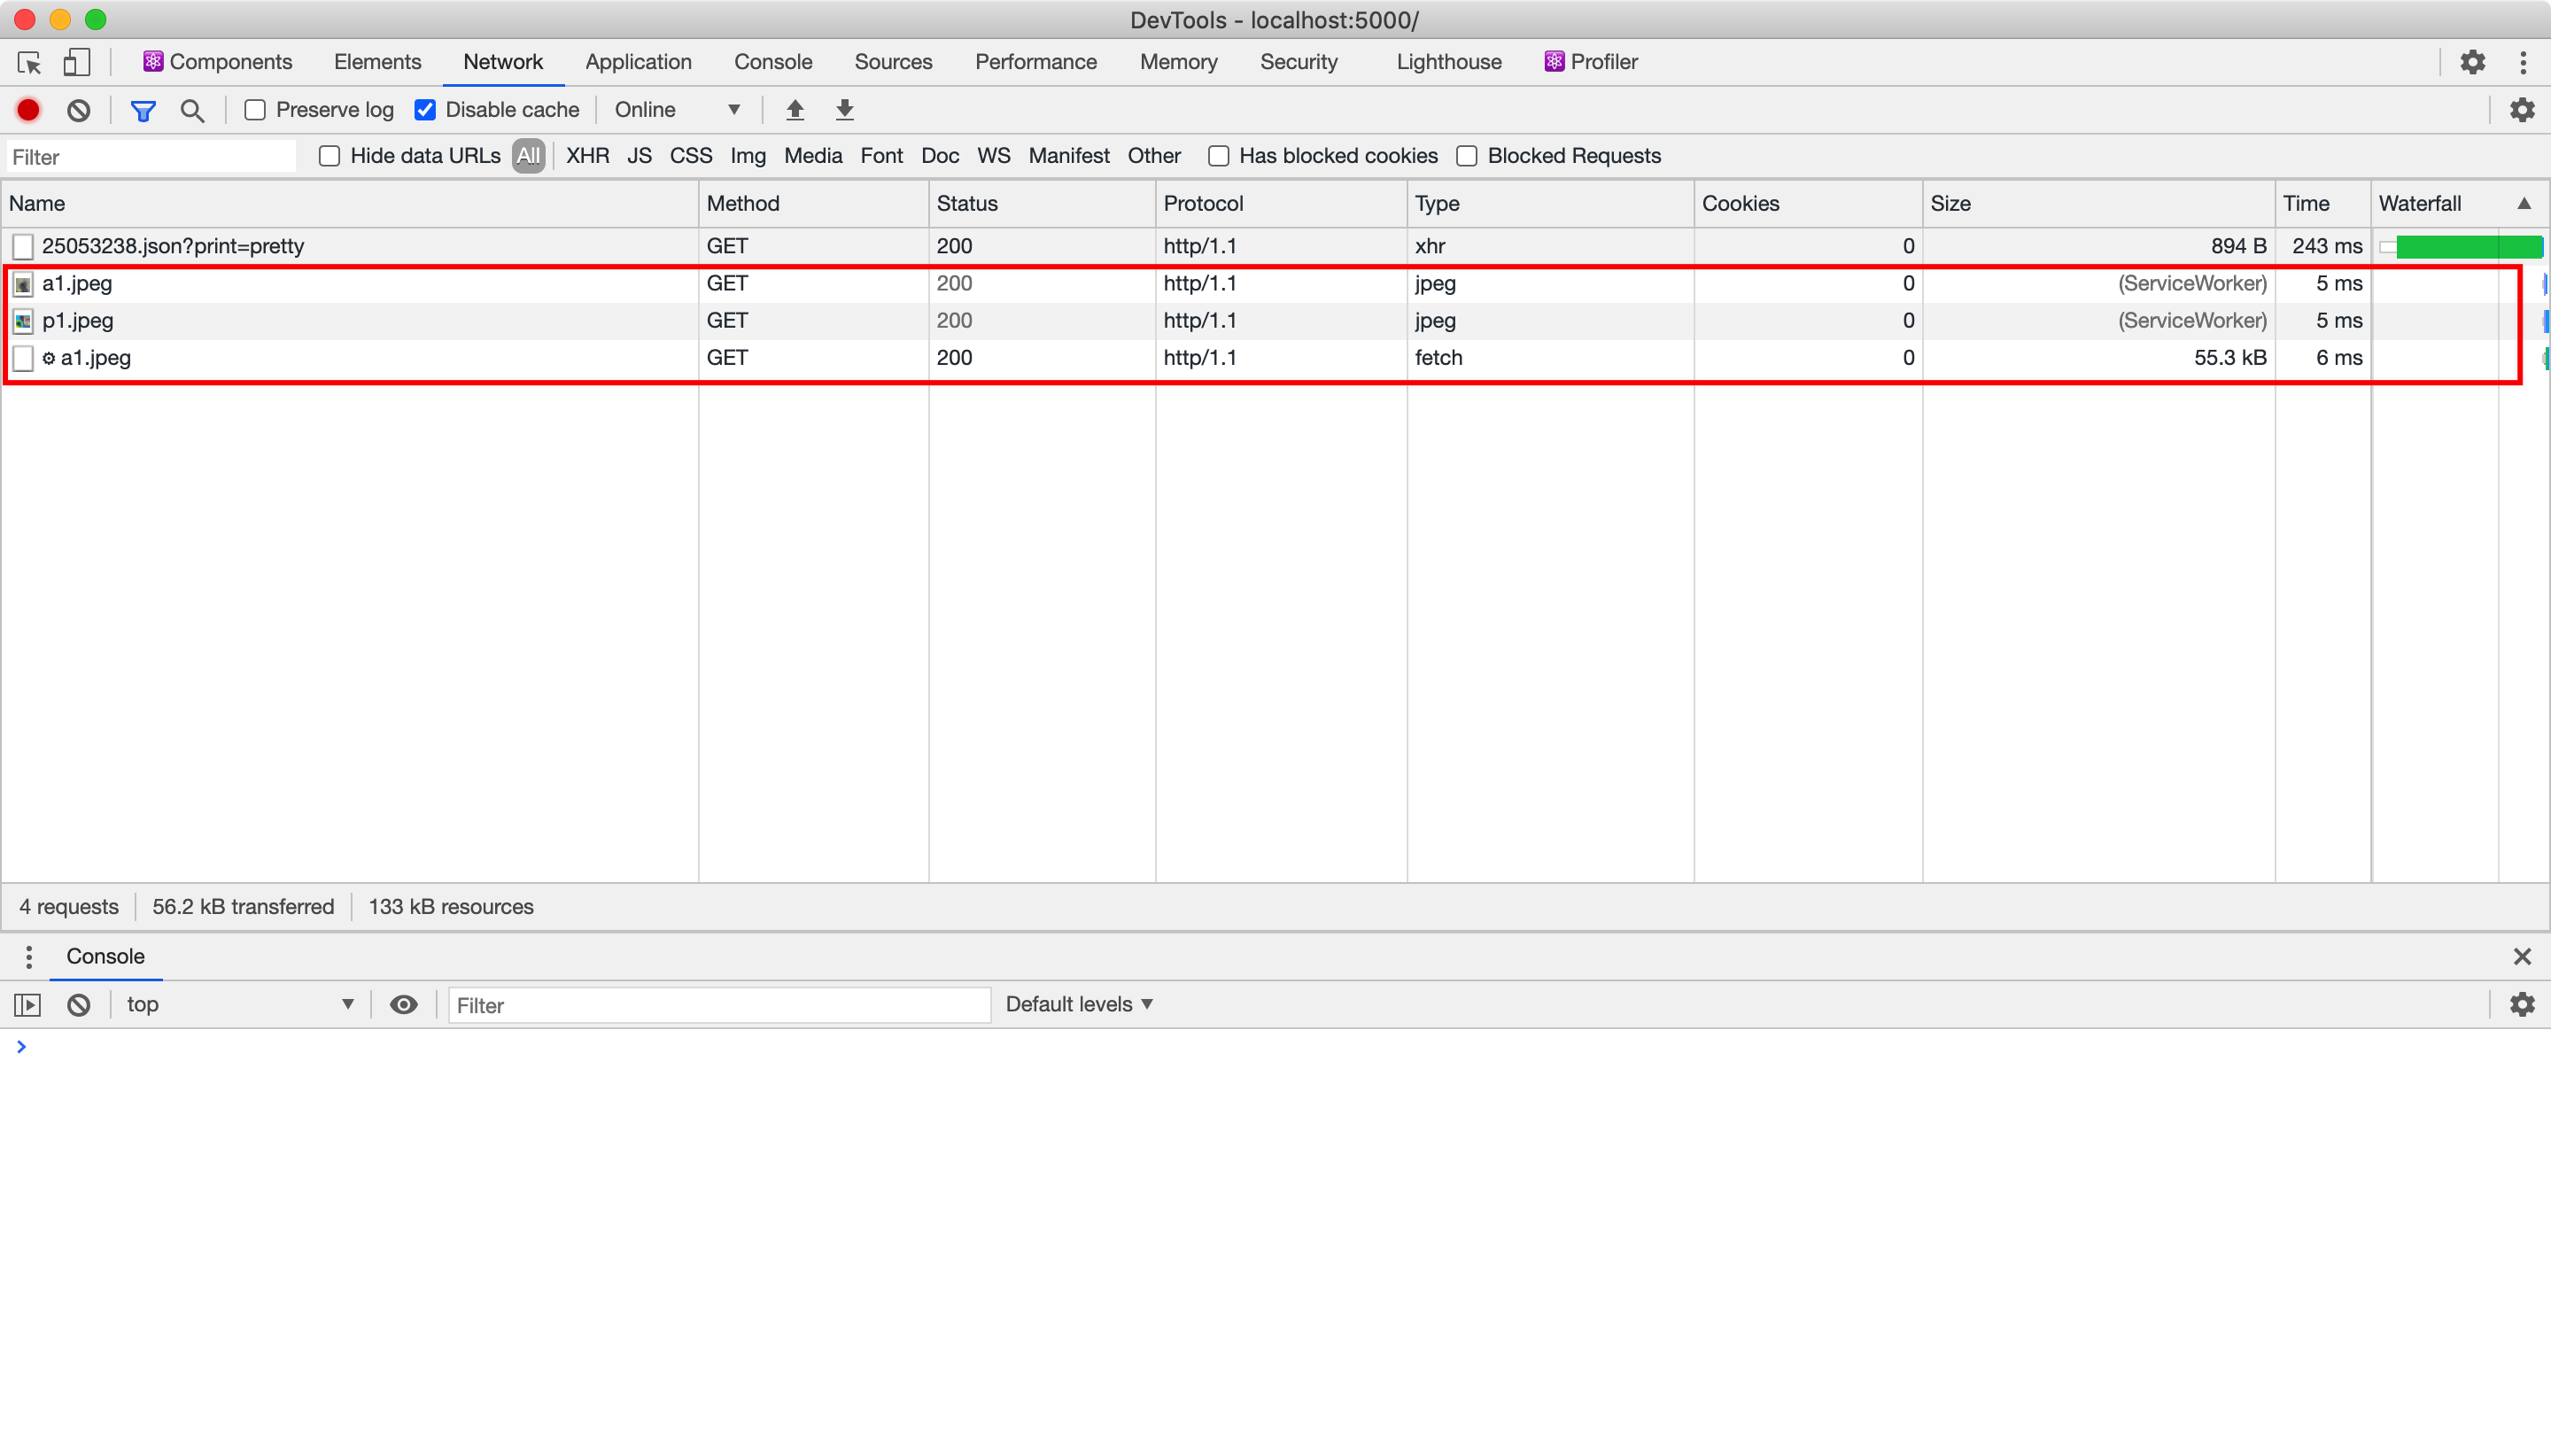 DevTools - localhost:5000/
Components Elements Network Application Console Sources Performance Memory Security Lighthouse Profiler
Preserve log Disable cache Online
Filter Hide data URLs All XHR JS CSS Img Media Font Doc WS Manifest Other Has blocked cookies Blocked Requests
Name Method Status Protocol Type Cookies Size Time Waterfall
25053238.json?print=pretty GET 200 http/1.1 xhr 0 894 B 243 ms
a1.jpeg GET 200 http/1.1 jpeg 0 (ServiceWorker) 5 ms
p1.jpeg GET 200 http/1.1 jpeg 0 (ServiceWorker) 5 ms
a1.jpeg GET 200 http/1.1 fetch 0 55.3 kB 6 ms
4 requests 56.2 kB transferred 133 kB resources
Console
top Filter Default levels